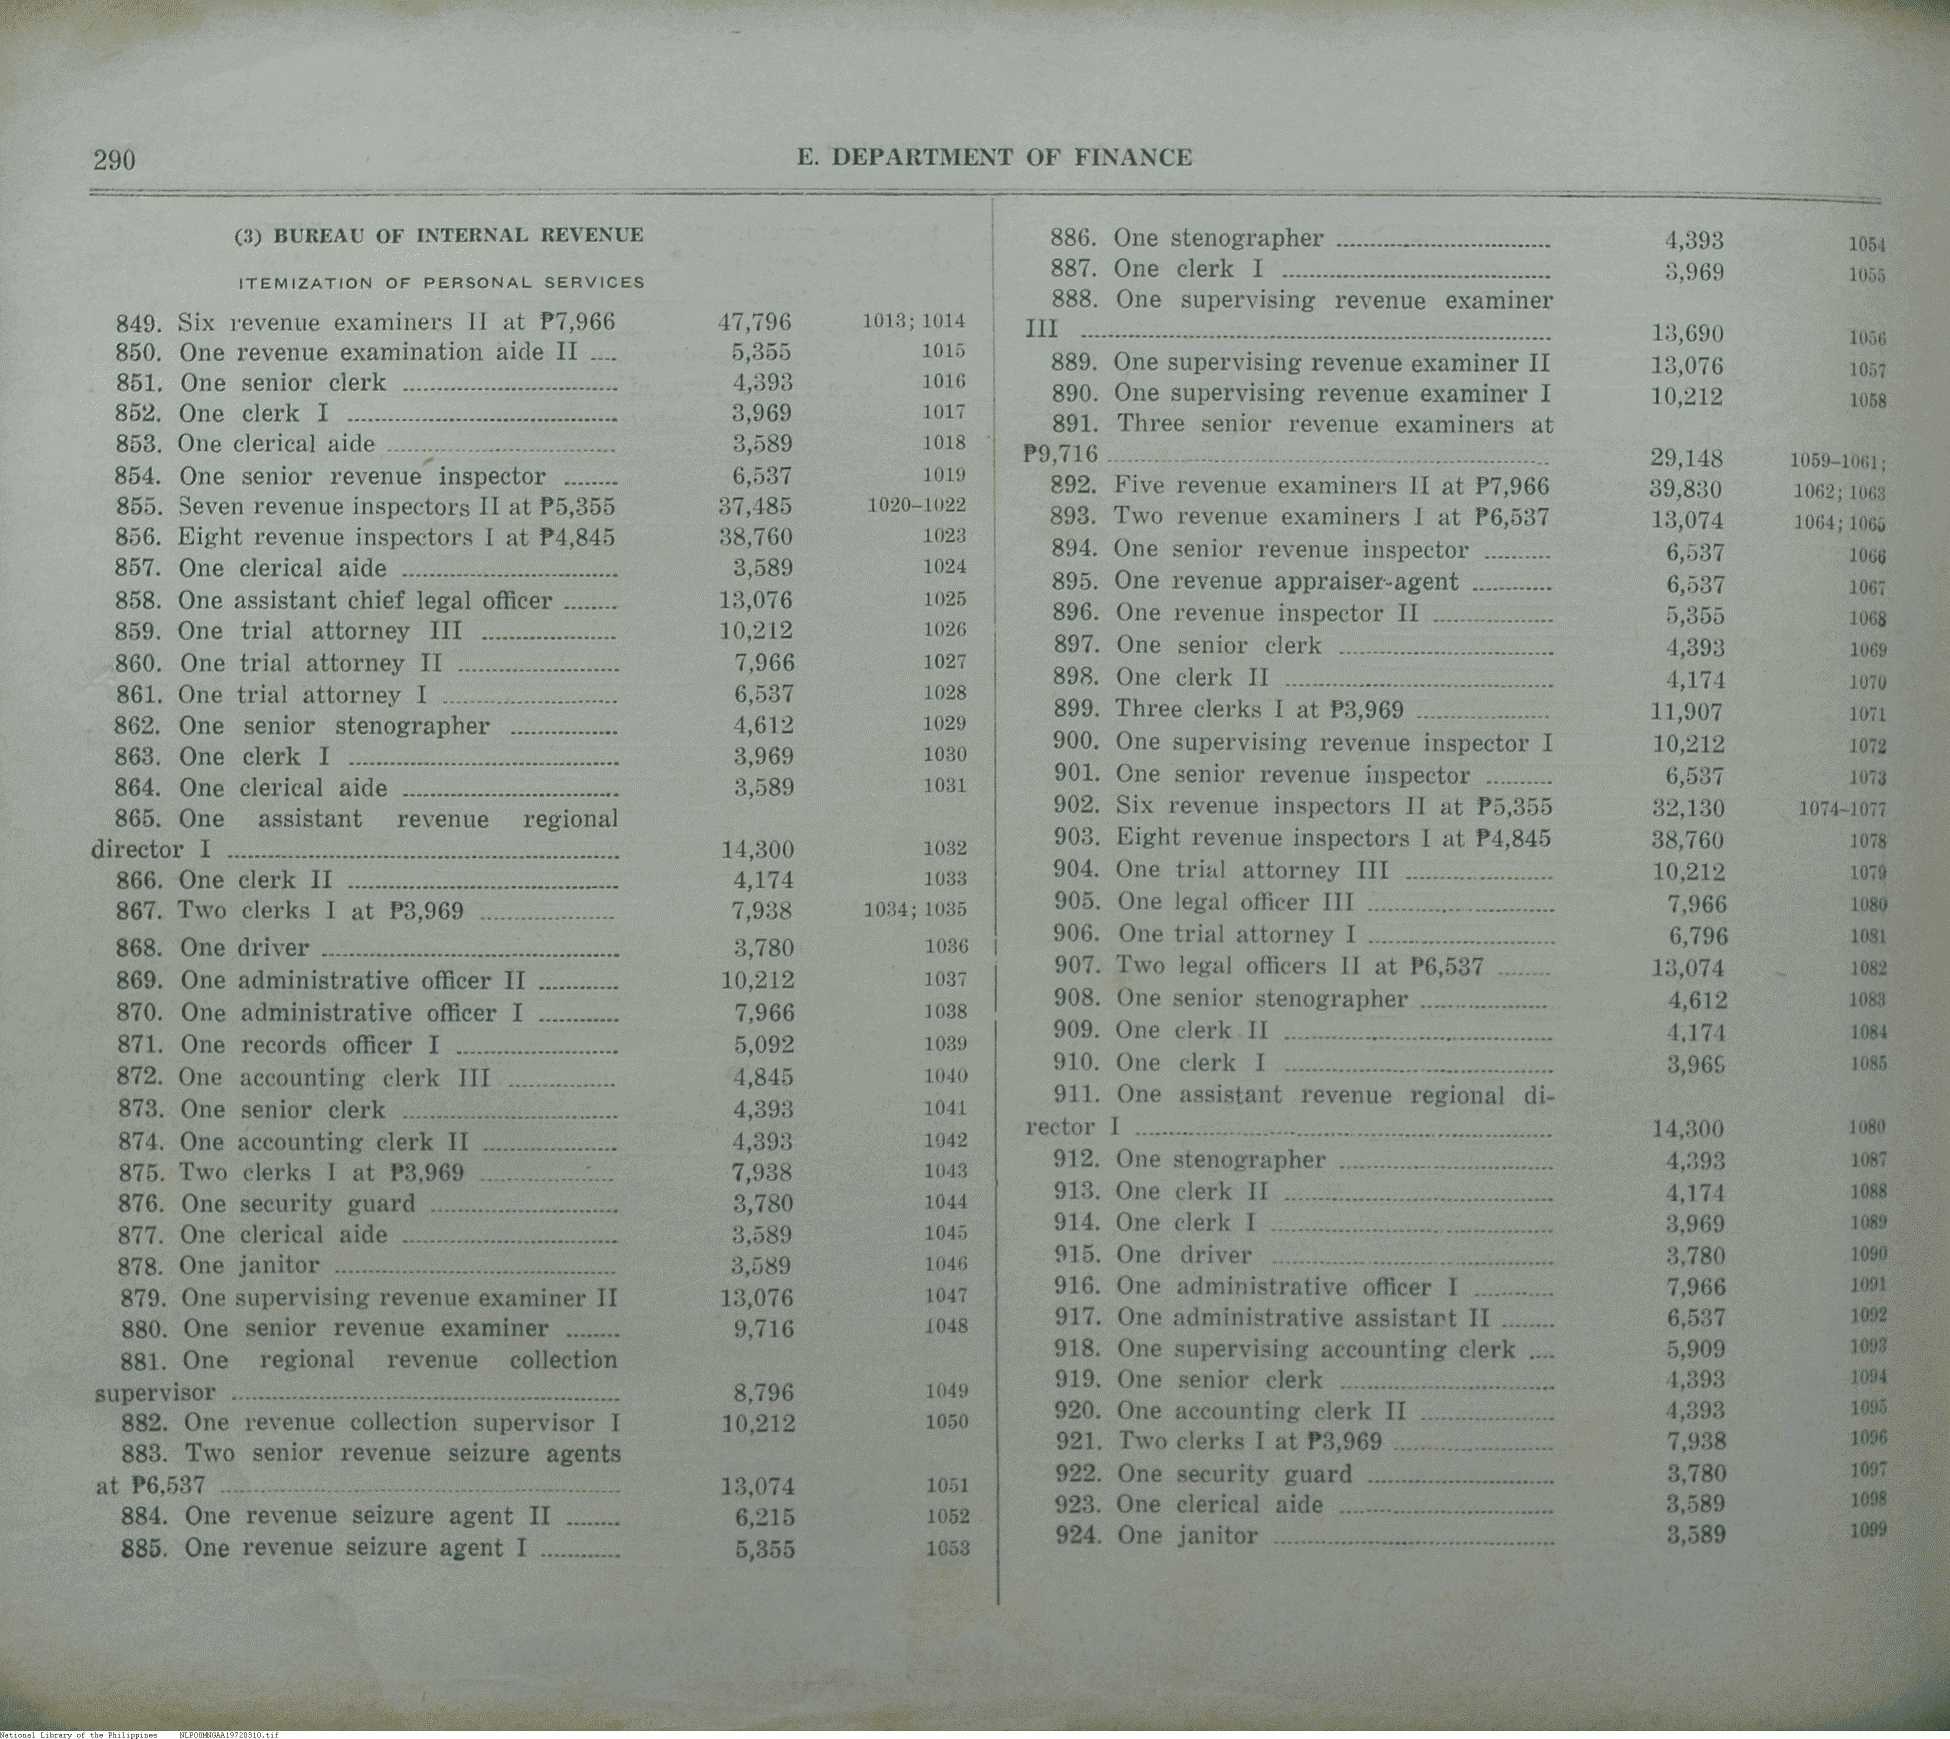 290
E. DEPARTMENT OF FINANCE
(3) BUREAU OF INTERNAL REVENUE
ITEMIZATION OF PERSONAL SERVICES
849. Six revenue examiners II at ₱7,966 47,796 1013; 1014
850. One revenue examination aide II .... 5,355 1015
851. One senior clerk .... 4,393 1016
852. One clerk I .... 3,969 1017
853. One clerical aide .... 3,589 1018
854. One senior revenue inspector .... 6,537 1019
855. Seven revenue inspectors II at ₱5,355 37,485 1020–1022
856. Eight revenue inspectors I at ₱4,845 38,760 1023
857. One clerical aide .... 3,589 1024
858. One assistant chief legal officer .... 13,076 1025
859. One trial attorney III .... 10,212 1026
860. One trial attorney II .... 7,966 1027
861. One trial attorney I .... 6,537 1028
862. One senior stenographer .... 4,612 1029
863. One clerk I .... 3,969 1030
864. One clerical aide .... 3,589 1031
865. One assistant revenue regional
director I .... 14,300 1032
866. One clerk II .... 4,174 1033
867. Two clerks I at ₱3,969 .... 7,938 1034; 1035
868. One driver .... 3,780 1036
869. One administrative officer II .... 10,212 1037
870. One administrative officer I .... 7,966 1038
871. One records officer I .... 5,092 1039
872. One accounting clerk III .... 4,845 1040
873. One senior clerk .... 4,393 1041
874. One accounting clerk II .... 4,393 1042
875. Two clerks I at ₱3,969 .... 7,938 1043
876. One security guard .... 3,780 1044
877. One clerical aide .... 3,589 1045
878. One janitor .... 3,589 1046
879. One supervising revenue examiner II 13,076 1047
880. One senior revenue examiner .... 9,716 1048
881. One regional revenue collection
supervisor .... 8,796 1049
882. One revenue collection supervisor I 10,212 1050
883. Two senior revenue seizure agents
at ₱6,537 .... 13,074 1051
884. One revenue seizure agent II .... 6,215 1052
885. One revenue seizure agent I .... 5,355 1053
886. One stenographer .... 4,393 1054
887. One clerk I .... 3,969 1055
888. One supervising revenue examiner
III .... 13,690 1056
889. One supervising revenue examiner II 13,076 1057
890. One supervising revenue examiner I 10,212 1058
891. Three senior revenue examiners at
₱9,716 .... 29,148 1059–1061;
892. Five revenue examiners II at ₱7,966 39,830 1062; 1063
893. Two revenue examiners I at ₱6,537 13,074 1064; 1065
894. One senior revenue inspector .... 6,537 1066
895. One revenue appraiser-agent .... 6,537 1067
896. One revenue inspector II .... 5,355 1068
897. One senior clerk .... 4,393 1069
898. One clerk II .... 4,174 1070
899. Three clerks I at ₱3,969 .... 11,907 1071
900. One supervising revenue inspector I 10,212 1072
901. One senior revenue inspector .... 6,537 1073
902. Six revenue inspectors II at ₱5,355 32,130 1074–1077
903. Eight revenue inspectors I at ₱4,845 38,760 1078
904. One trial attorney III .... 10,212 1079
905. One legal officer III .... 7,966 1080
906. One trial attorney I .... 6,796 1081
907. Two legal officers II at ₱6,537 .... 13,074 1082
908. One senior stenographer .... 4,612 1083
909. One clerk II .... 4,174 1084
910. One clerk I .... 3,969 1085
911. One assistant revenue regional di-
rector I .... 14,300 1080
912. One stenographer .... 4,393 1087
913. One clerk II .... 4,174 1088
914. One clerk I .... 3,969 1089
915. One driver .... 3,780 1090
916. One administrative officer I .... 7,966 1091
917. One administrative assistant II .... 6,537 1092
918. One supervising accounting clerk .... 5,909 1093
919. One senior clerk .... 4,393 1094
920. One accounting clerk II .... 4,393 1095
921. Two clerks I at ₱3,969 .... 7,938 1096
922. One security guard .... 3,780 1097
923. One clerical aide .... 3,589 1098
924. One janitor .... 3,589 1099
National Library of the Philippines NLPO0MNGAA19720310.tif